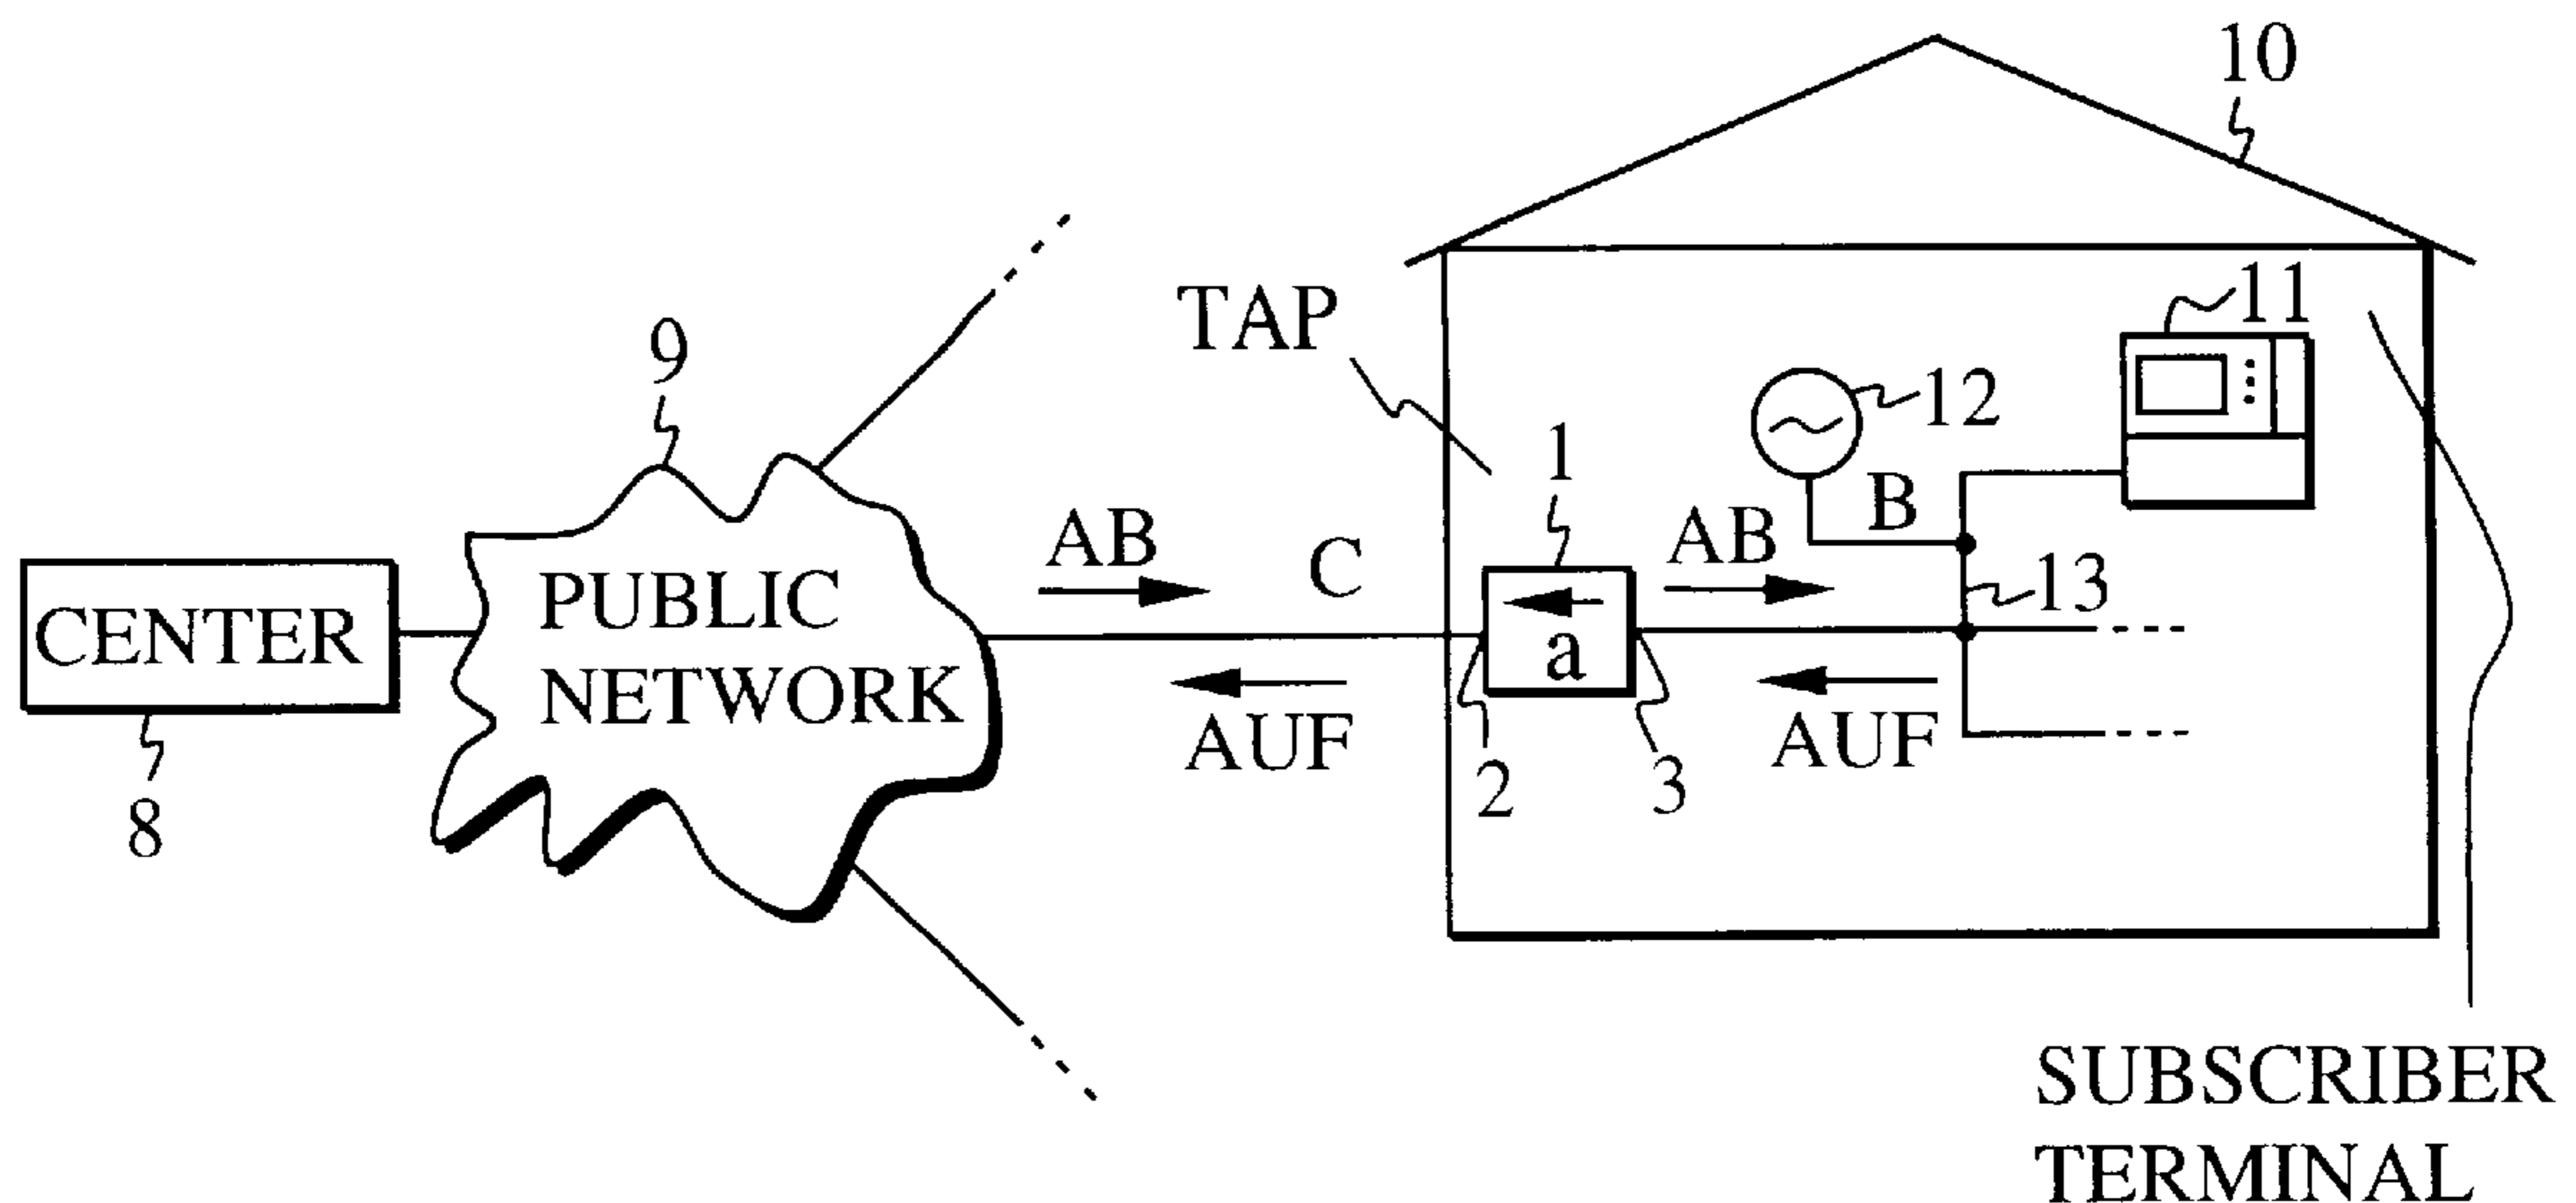 10
11
TAP
9
12
1
B
AB
C
AB
PUBLIC
NETWORK
CENTER
13
a
AUF
AUF
2
3
8
SUBSCRIBER
TERMINAL